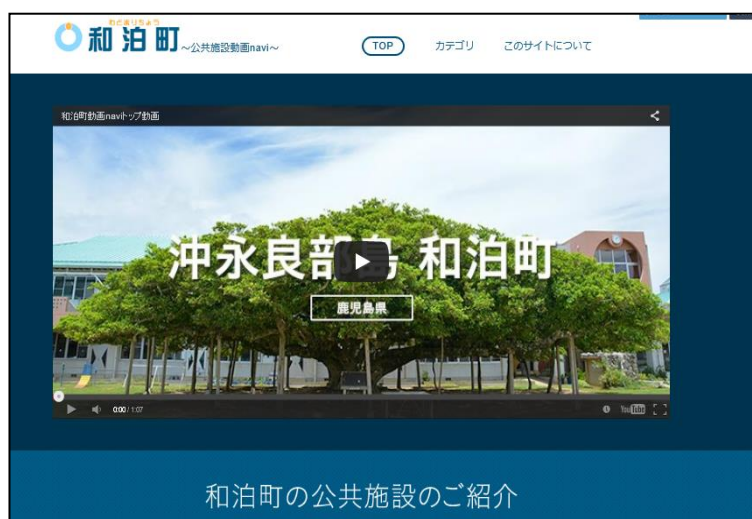 わどまりちょう
和泊町 ～公共施設動画navi～
TOP カテゴリ このサイトについて
和泊町動画naviトップ動画
沖永良部島 和泊町
鹿児島県
0:00 / 1:07
YouTube
和泊町の公共施設のご紹介